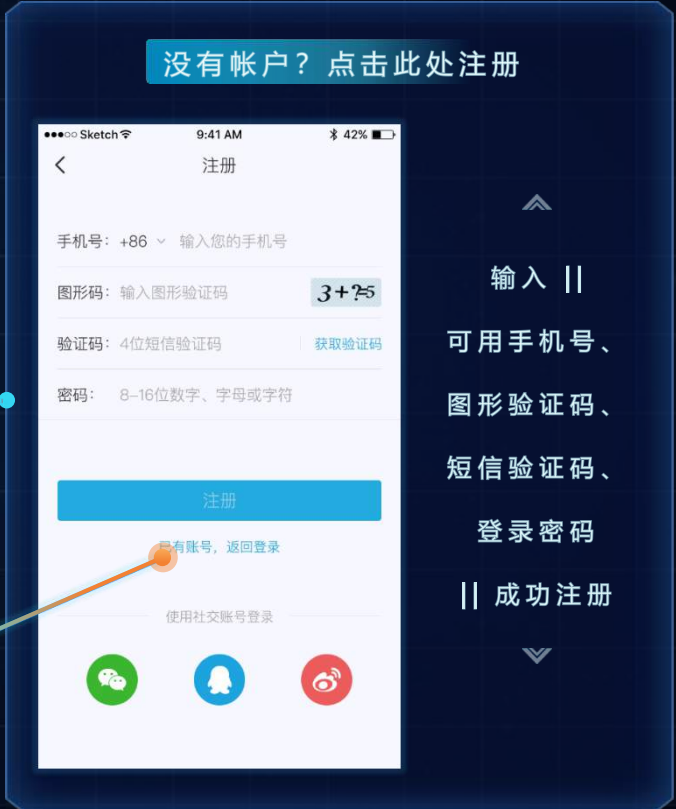 没有帐户？点击此处注册
Sketch 9:41 AM 42%
注册
手机号： +86 输入您的手机号
图形码： 输入图形验证码 3+?=5
验证码： 4位短信验证码 获取验证码
密码： 8-16位数字、字母或字符
注册
已有账号，返回登录
使用社交账号登录
输入 ||
可用手机号、
图形验证码、
短信验证码、
登录密码
|| 成功注册